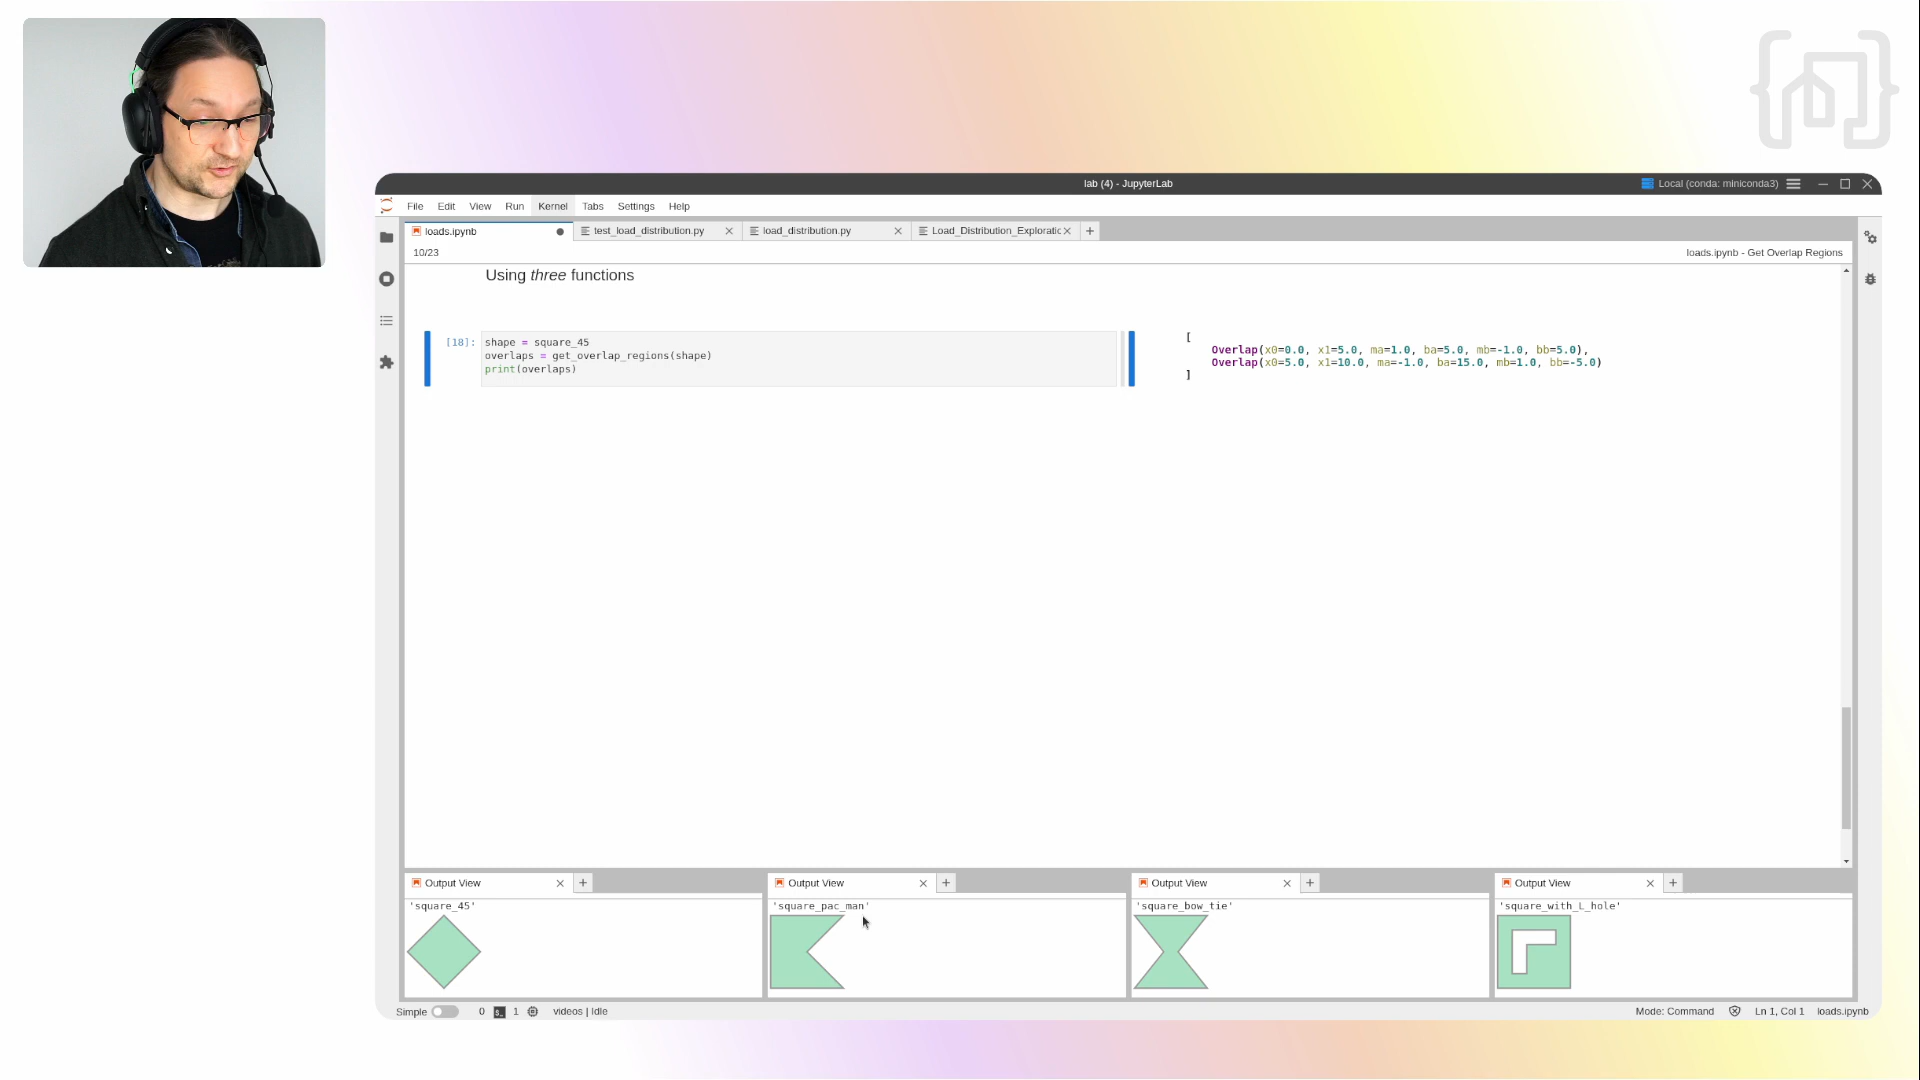 lab (4) - JupyterLab
Local (conda: miniconda3)
File Edit View Run Kernel Tabs Settings Help
loads.ipynb
test_load_distribution.py
load_distribution.py
Load_Distribution_Exploratic
10/23
loads.ipynb - Get Overlap Regions
Using three functions
[18]:
shape = square_45
overlaps = get_overlap_regions(shape)
print(overlaps)
[
Overlap(x0=0.0, x1=5.0, ma=1.0, ba=5.0, mb=-1.0, bb=5.0),
Overlap(x0=5.0, x1=10.0, ma=-1.0, ba=15.0, mb=1.0, bb=-5.0)
]
Output View
'square_45'
Output View
'square_pac_man'
Output View
'square_bow_tie'
Output View
'square_with_L_hole'
Simple 0 1 videos | Idle
Mode: Command Ln 1, Col 1 loads.ipynb